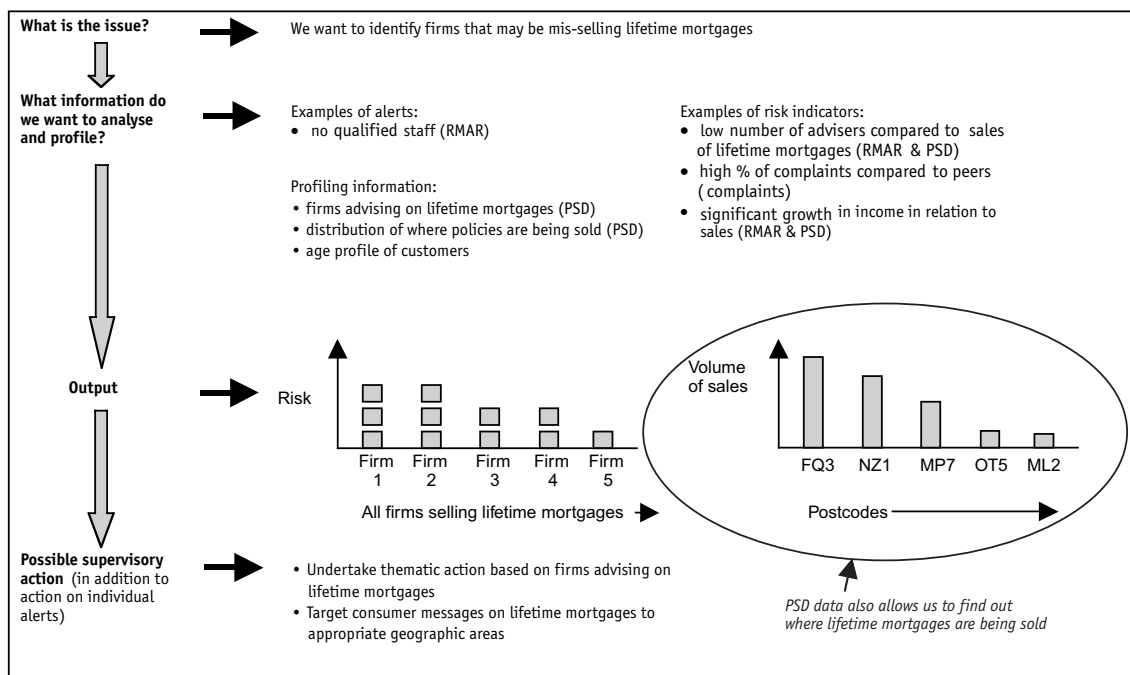 What is the issue?
We want to identify firms that may be mis-selling lifetime mortgages
What information do
we want to analyse
and profile?
Examples of alerts:
• no qualified staff (RMAR)
Profiling information:
• firms advising on lifetime mortgages (PSD)
• distribution of where policies are being sold (PSD)
• age profile of customers
Examples of risk indicators:
• low number of advisers compared to sales
of lifetime mortgages (RMAR & PSD)
• high % of complaints compared to peers
(complaints)
• significant growth in income in relation to
sales (RMAR & PSD)
Output
Risk
Firm
1
Firm
2
Firm
3
Firm
4
Firm
5
All firms selling lifetime mortgages
Volume
of sales
FQ3 NZ1 MP7 OT5 ML2
Postcodes
Possible supervisory
action (in addition to
action on individual
alerts)
• Undertake thematic action based on firms advising on
lifetime mortgages
• Target consumer messages on lifetime mortgages to
appropriate geographic areas
PSD data also allows us to find out
where lifetime mortgages are being sold